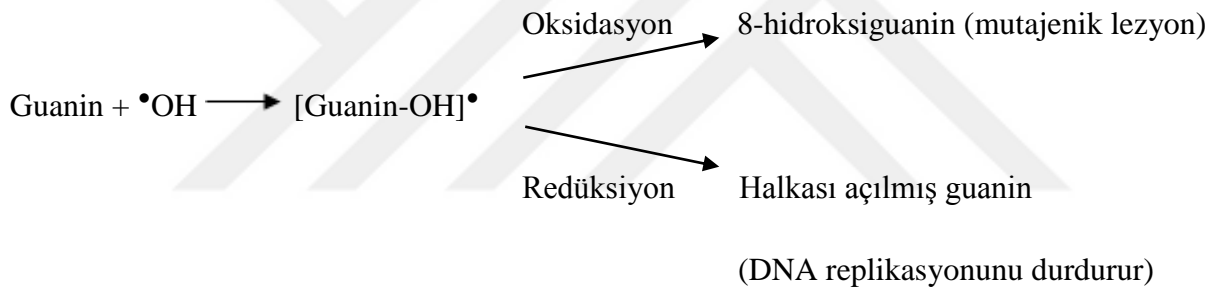 Oksidasyon 8-hidroksiguanin (mutajenik lezyon)
Guanin + •OH → [Guanin-OH]•
Redüksiyon Halkası açılmış guanin
(DNA replikasyonunu durdurur)